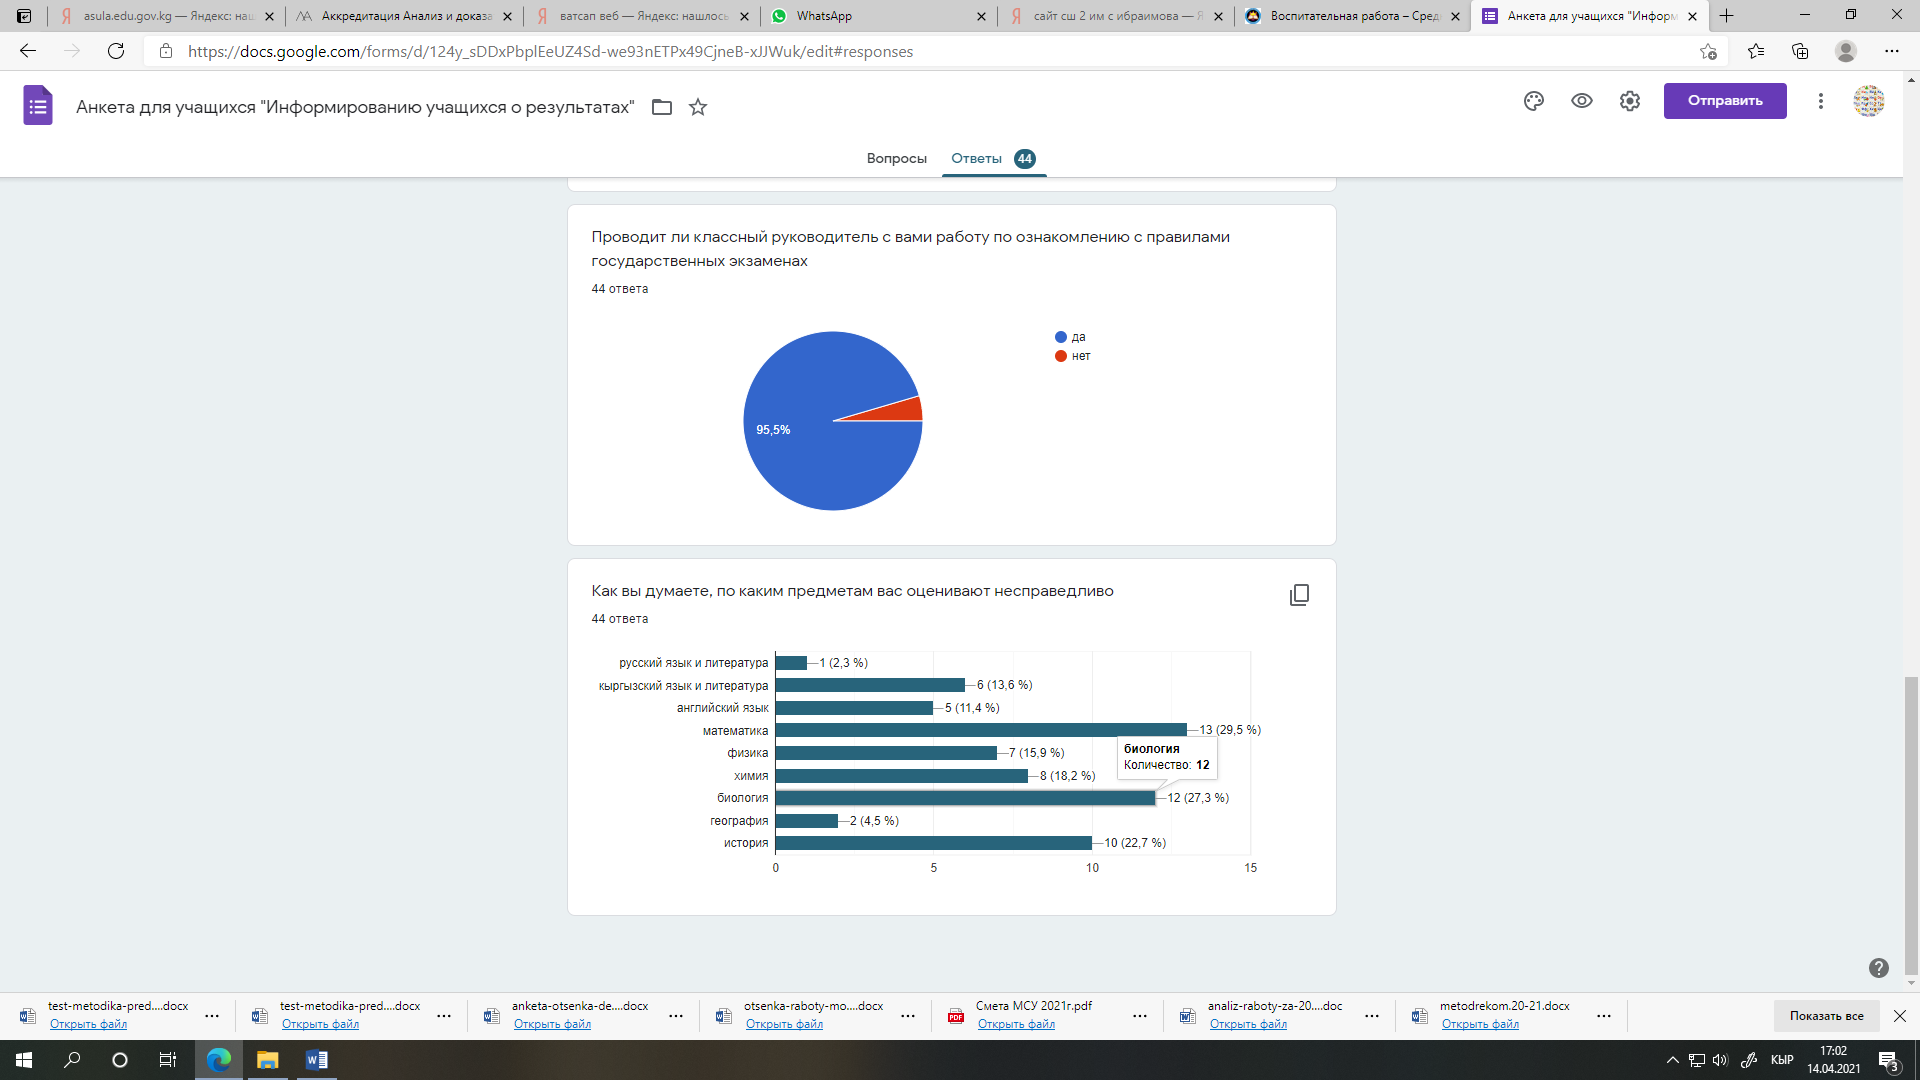 asula.edu.gov.kg — Яндекс: наш
Аккредитация Анализ и доказа
ватсап веб — Яндекс: нашлось
WhatsApp
сайт сш 2 им с ибраимова — Я
Воспитательная работа – Сред
Анкета для учащихся "Информ
https://docs.google.com/forms/d/124y_sDDxPbplEeUZ4Sd-we93nETPx49CjneB-xJJWuk/edit#responses
Анкета для учащихся "Информированию учащихся о результатах"
Отправить
Вопросы
Ответы 44
Проводит ли классный руководитель с вами работу по ознакомлению с правилами
государственных экзаменах
44 ответа
да
нет
95,5%
Как вы думаете, по каким предметам вас оценивают несправедливо
44 ответа
русский язык и литература 1 (2,3 %)
кыргызский язык и литература 6 (13,6 %)
английский язык 5 (11,4 %)
математика 13 (29,5 %)
физика 7 (15,9 %)
химия 8 (18,2 %)
биология
Количество: 12
биология 12 (27,3 %)
география 2 (4,5 %)
история 10 (22,7 %)
0 5 10 15
test-metodika-pred....docx
Открыть файл
test-metodika-pred....docx
Открыть файл
anketa-otsenka-de....docx
Открыть файл
otsenka-raboty-mo....docx
Открыть файл
PDF
Смета МСУ 2021г.pdf
Открыть файл
analiz-raboty-za-20....doc
Открыть файл
metodrekom.20-21.docx
Открыть файл
Показать все
КЫР
17:02
14.04.2021
3